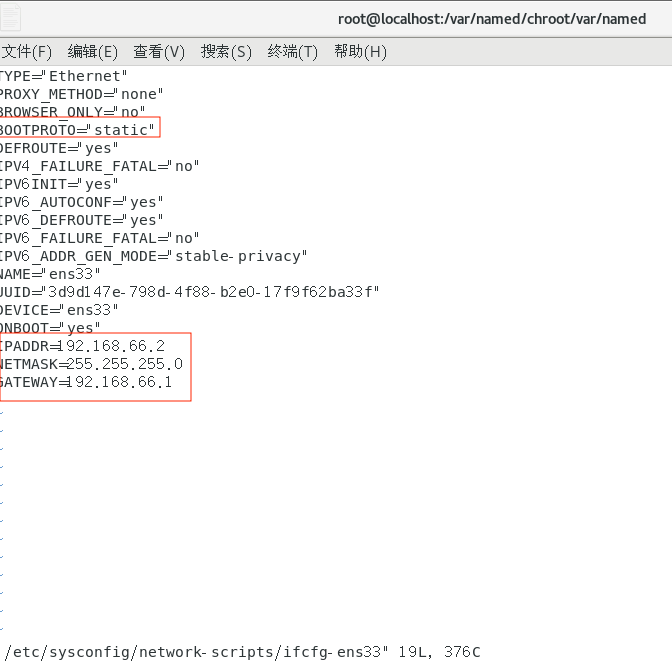 root@localhost:/var/named/chroot/var/named
文件(F) 编辑(E) 查看(V) 搜索(S) 终端(T) 帮助(H)
TYPE="Ethernet"
PROXY_METHOD="none"
BROWSER_ONLY="no"
BOOTPROTO="static"
DEFROUTE="yes"
IPV4_FAILURE_FATAL="no"
IPV6INIT="yes"
IPV6_AUTOCONF="yes"
IPV6_DEFROUTE="yes"
IPV6_FAILURE_FATAL="no"
IPV6_ADDR_GEN_MODE="stable-privacy"
NAME="ens33"
UUID="3d9d147e-798d-4f88-b2e0-17f9f62ba33f"
DEVICE="ens33"
ONBOOT="yes"
IPADDR=192.168.66.2
NETMASK=255.255.255.0
GATEWAY=192.168.66.1
~
~
~
~
~
~
~
~
~
~
~
~
~
/etc/sysconfig/network-scripts/ifcfg-ens33" 19L, 376C